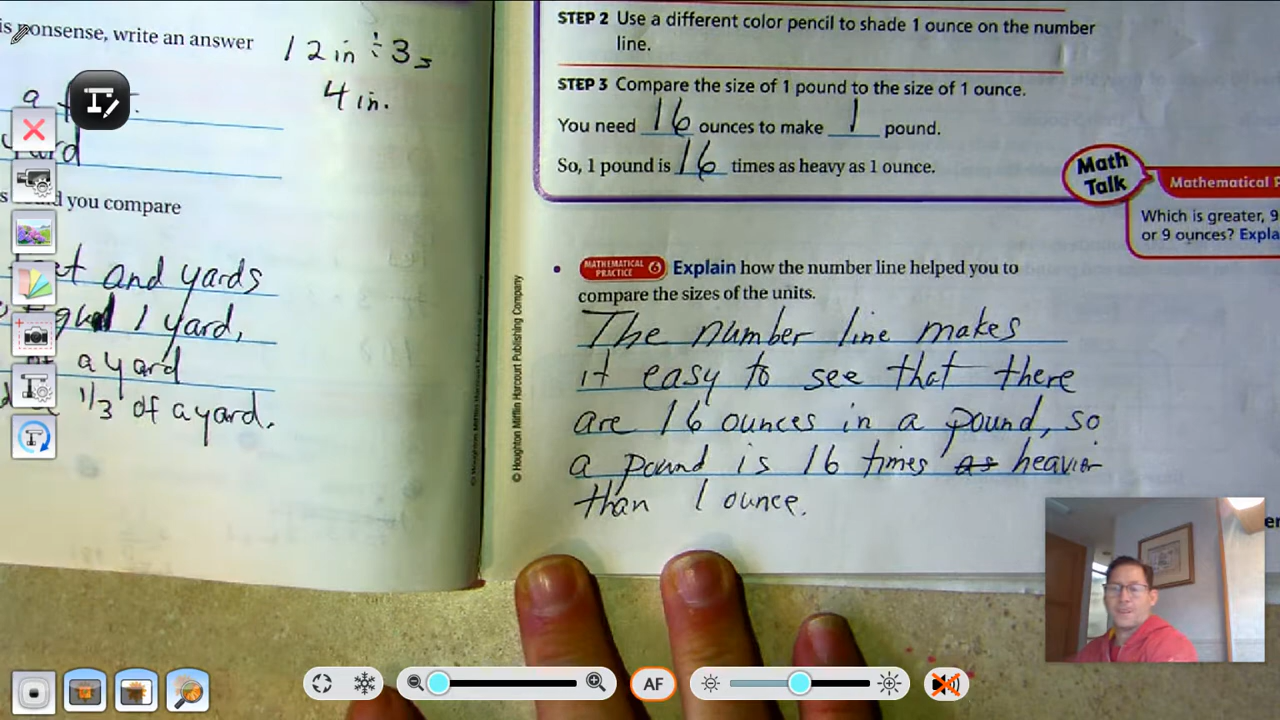 is nonsense, write an answer
12 in ÷ 3 s
4 in.
a
you compare
and yards
1 yard,
a yard
1/3 of a yard.
© Houghton Mifflin Harcourt Publishing Company
STEP 2 Use a different color pencil to shade 1 ounce on the number
line.
STEP 3 Compare the size of 1 pound to the size of 1 ounce.
You need 16 ounces to make 1 pound.
So, 1 pound is 16 times as heavy as 1 ounce.
Math
Talk
Mathematical
Which is greater, 9
or 9 ounces? Expla
• MATHEMATICAL PRACTICE 6 Explain how the number line helped you to
compare the sizes of the units.
The number line makes
it easy to see that there
are 16 ounces in a pound, so
a pound is 16 times as heavier
than 1 ounce.
AF